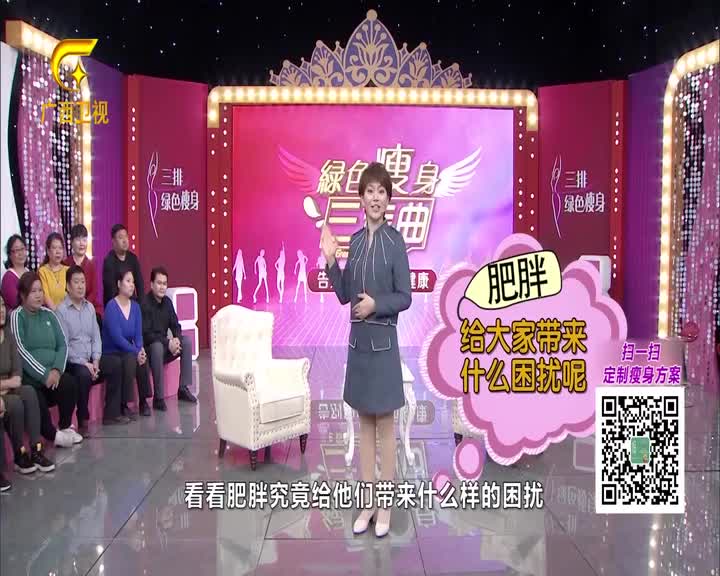 广西卫视
三排
绿色瘦身
绿色瘦身
告
健康
三排
绿色瘦身
肥胖
给大家带来
什么困扰呢
扫一扫
定制瘦身方案
看看肥胖究竟给他们带来什么样的困扰